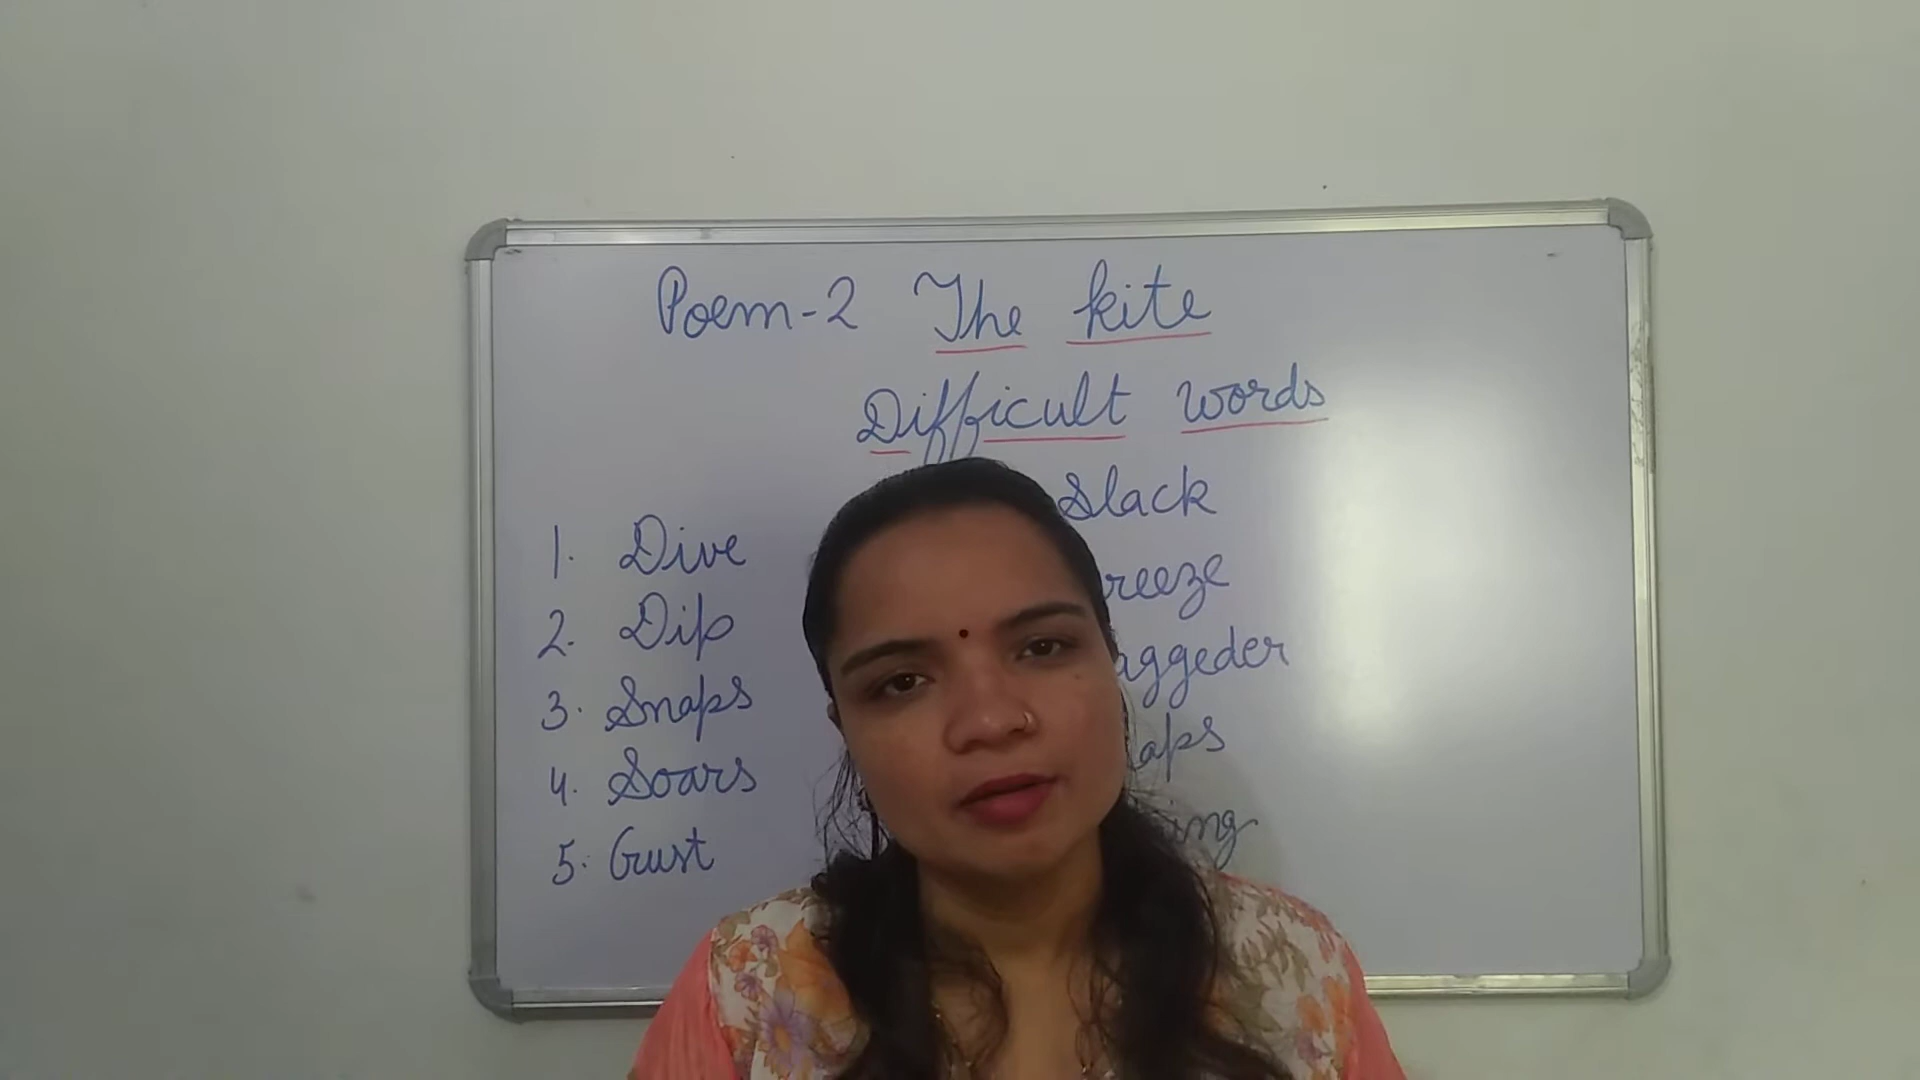 Poem-2 The kite
Difficult words
Slack
1. Dive
reeze
2. Dip
aggeder
3. Snaps
aps
4. Soars
ing
5. Gust